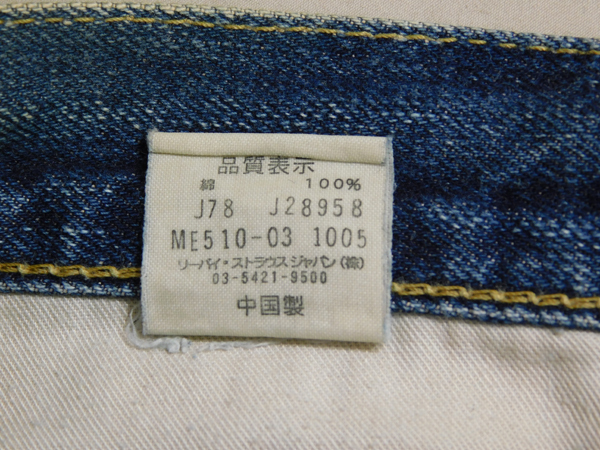 品質表示
綿 100%
J78 J28958
ME510-03 1005
リーバイ・ストラウスジャパン(株)
03-5421-9500
中国製